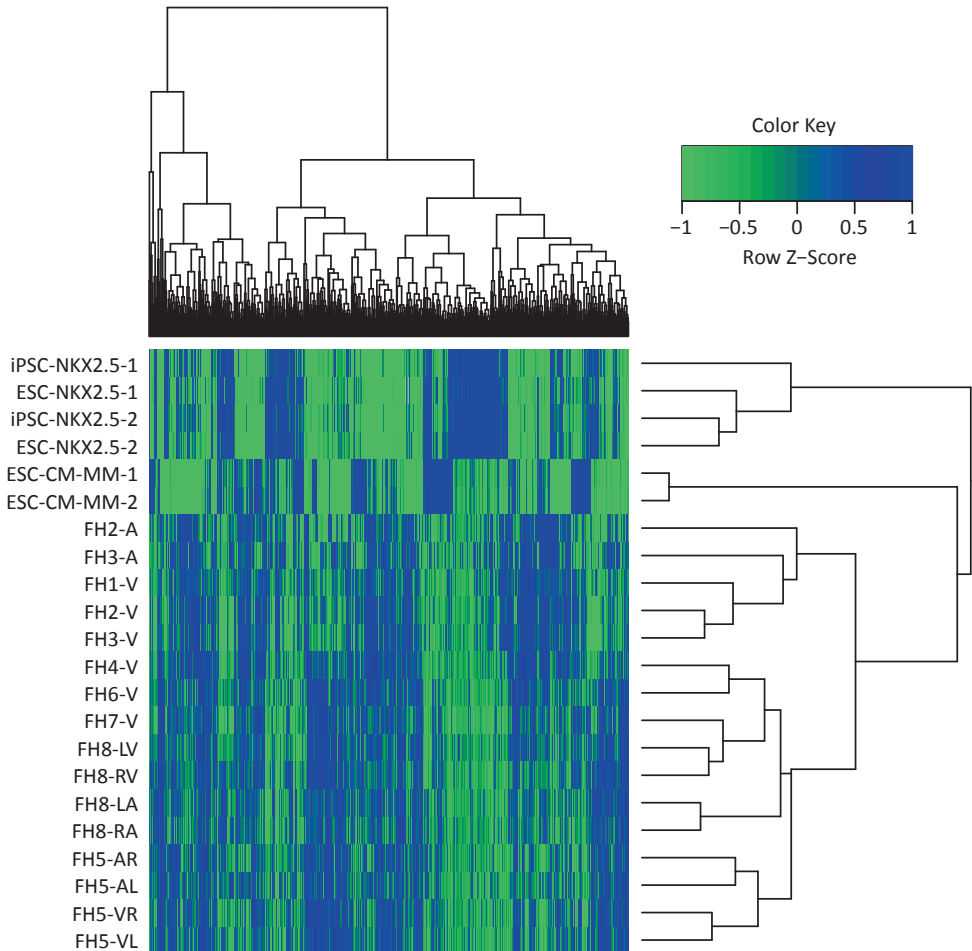 Color Key
−1 −0.5 0 0.5 1
Row Z−Score
iPSC-NKX2.5-1
ESC-NKX2.5-1
iPSC-NKX2.5-2
ESC-NKX2.5-2
ESC-CM-MM-1
ESC-CM-MM-2
FH2-A
FH3-A
FH1-V
FH2-V
FH3-V
FH4-V
FH6-V
FH7-V
FH8-LV
FH8-RV
FH8-LA
FH8-RA
FH5-AR
FH5-AL
FH5-VR
FH5-VL